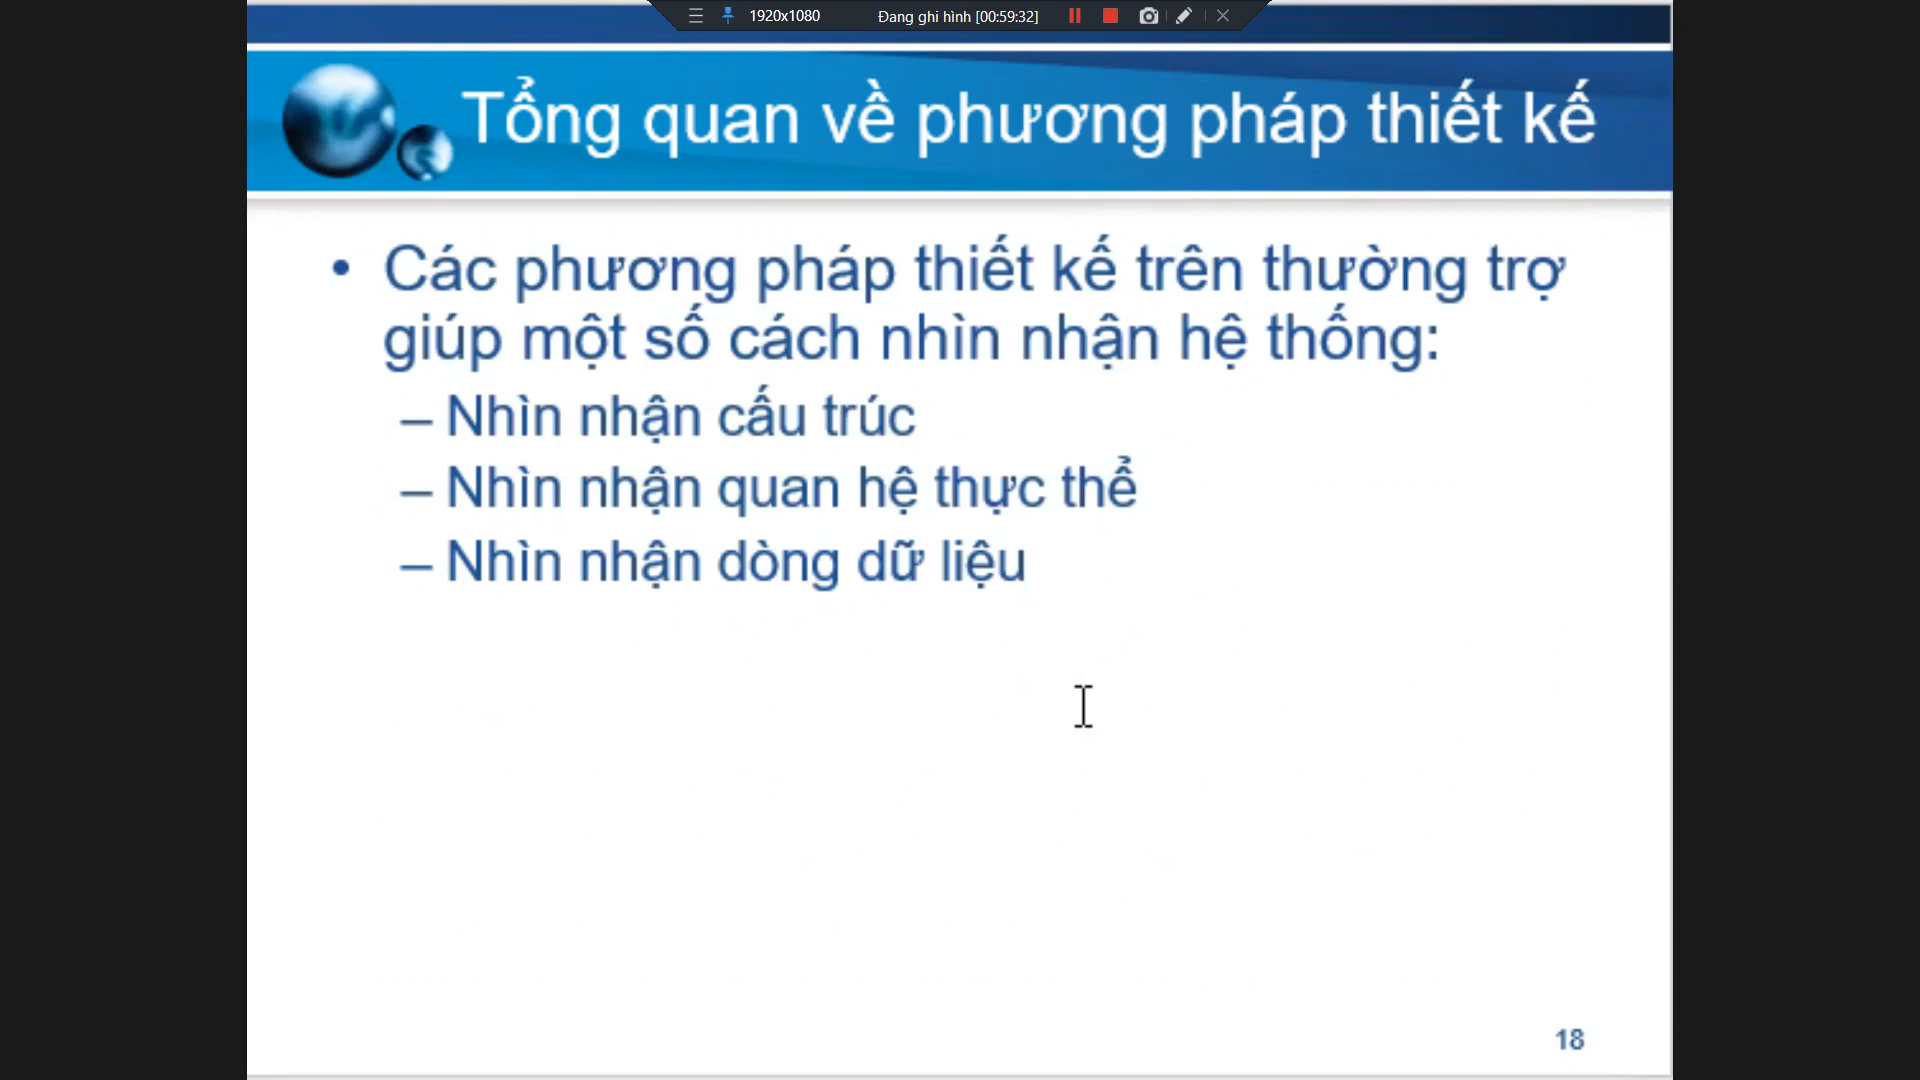 1920x1080 Đang ghi hình [00:59:32]
Tổng quan về phương pháp thiết kế
• Các phương pháp thiết kế trên thường trợ
giúp một số cách nhìn nhận hệ thống:
– Nhìn nhận cấu trúc
– Nhìn nhận quan hệ thực thể
– Nhìn nhận dòng dữ liệu
18